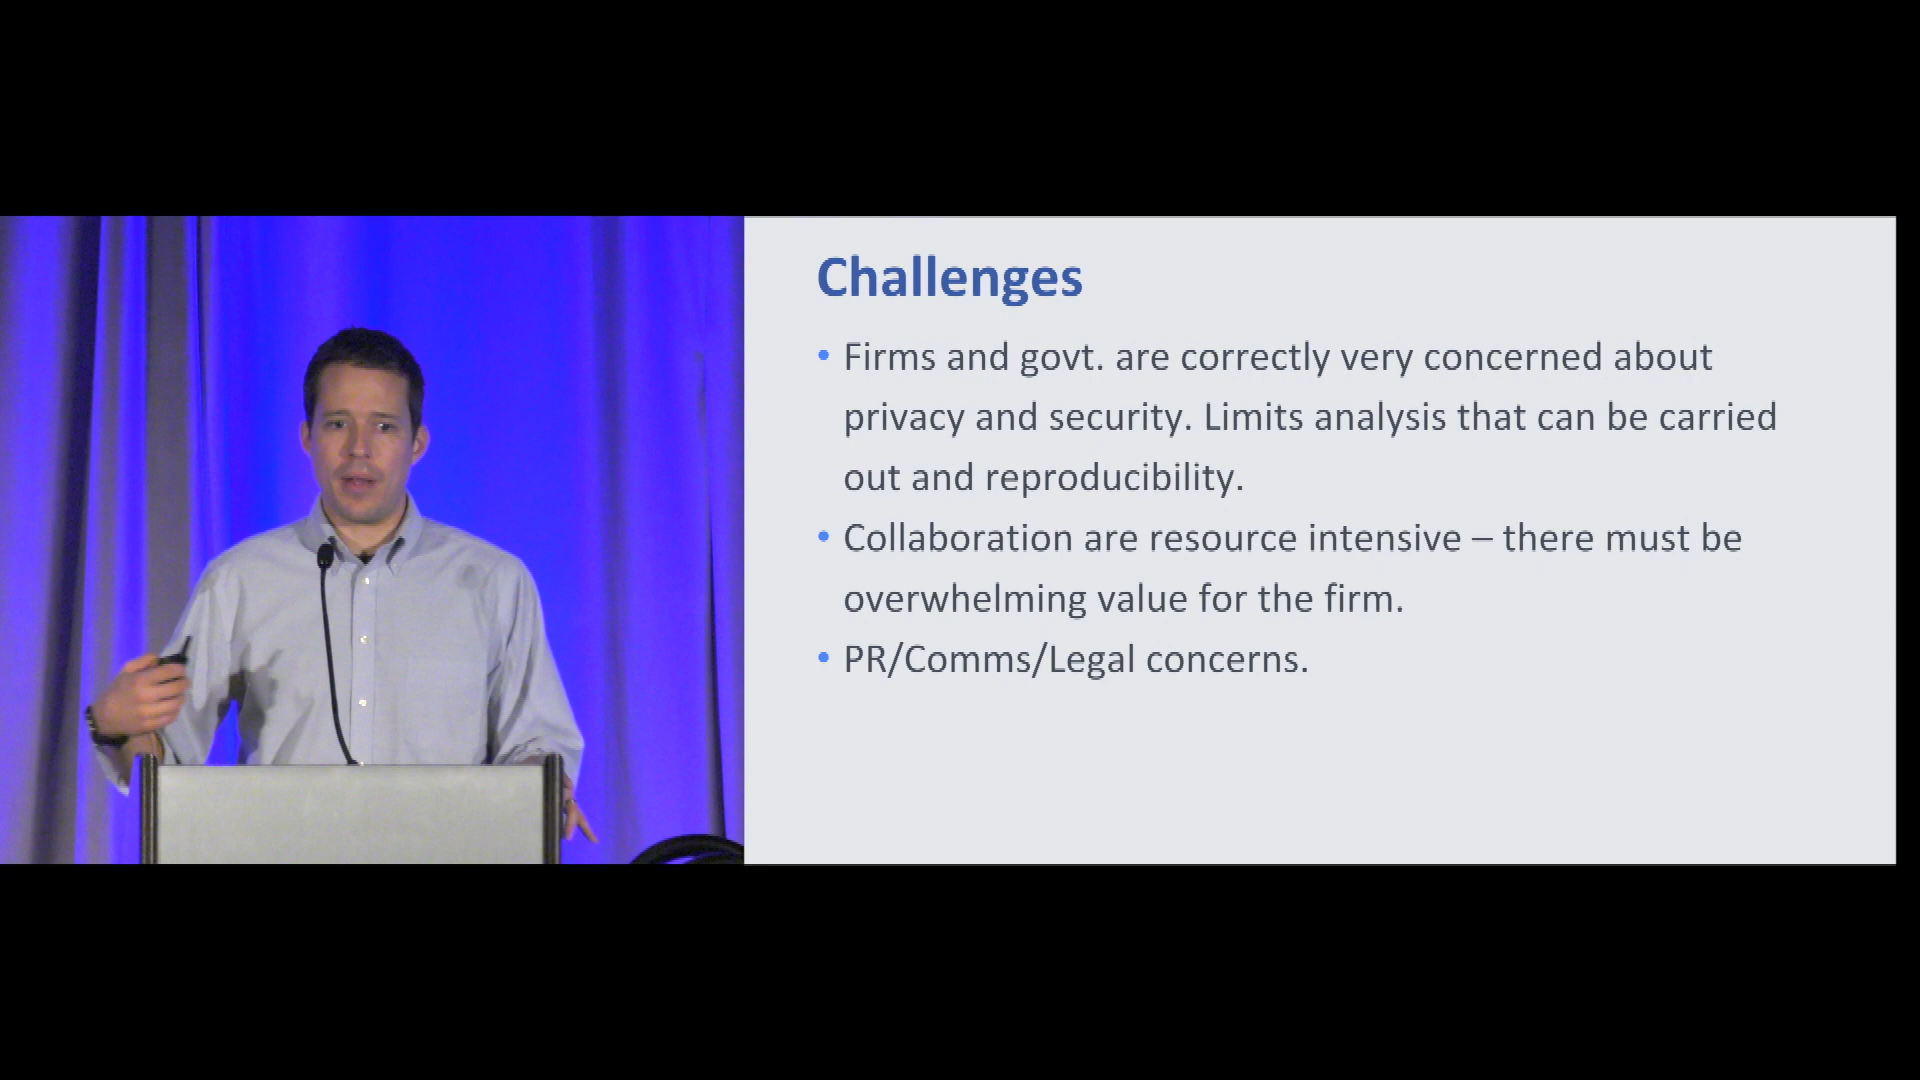 Challenges
• Firms and govt. are correctly very concerned about
privacy and security. Limits analysis that can be carried
out and reproducibility.
• Collaboration are resource intensive – there must be
overwhelming value for the firm.
• PR/Comms/Legal concerns.